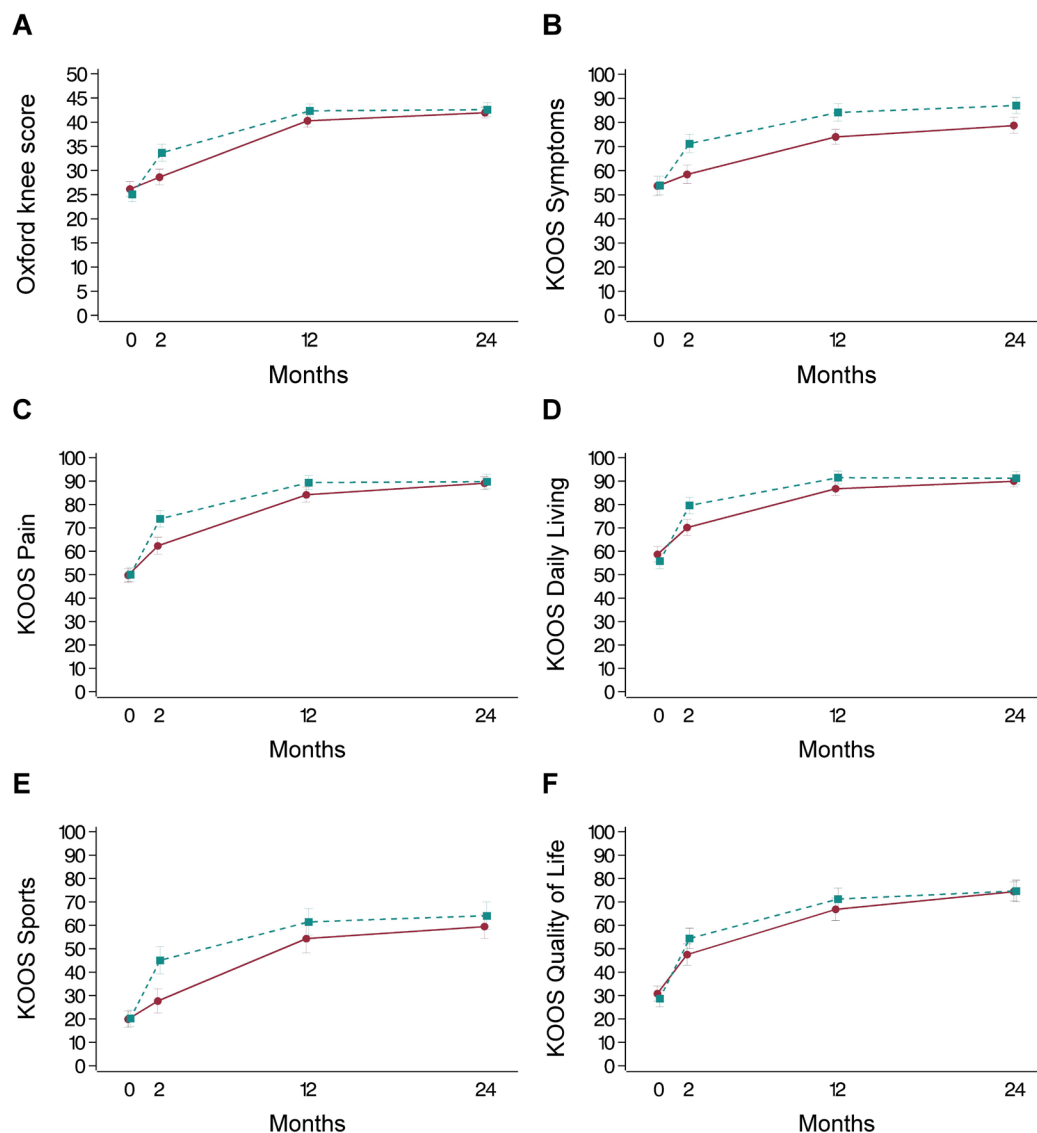 A
Oxford knee score
50
45
40
35
30
25
20
15
10
5
0
0 2 12 24
Months
B
KOOS Symptoms
100
90
80
70
60
50
40
30
20
10
0
0 2 12 24
Months
C
KOOS Pain
100
90
80
70
60
50
40
30
20
10
0
0 2 12 24
Months
D
KOOS Daily Living
100
90
80
70
60
50
40
30
20
10
0
0 2 12 24
Months
E
KOOS Sports
100
90
80
70
60
50
40
30
20
10
0
0 2 12 24
Months
F
KOOS Quality of Life
100
90
80
70
60
50
40
30
20
10
0
0 2 12 24
Months